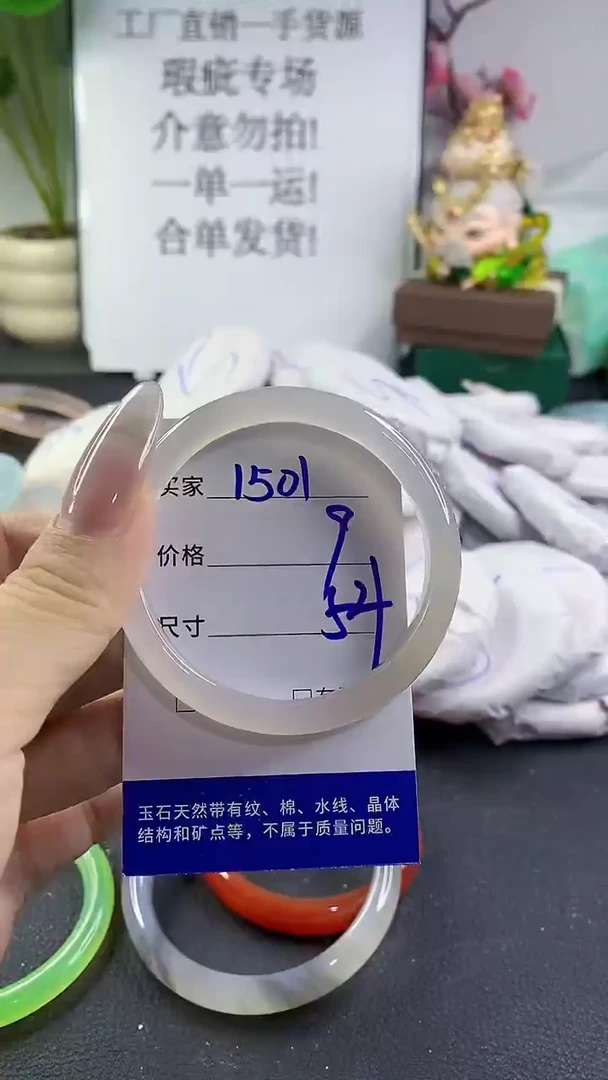 工厂直销一手货源
瑕疵专场
介意勿拍!
一单一运!
合单发货!
买家 1501
价格 9
尺寸 54
玉石天然带有纹、棉、水线、晶体
结构和矿点等，不属于质量问题。